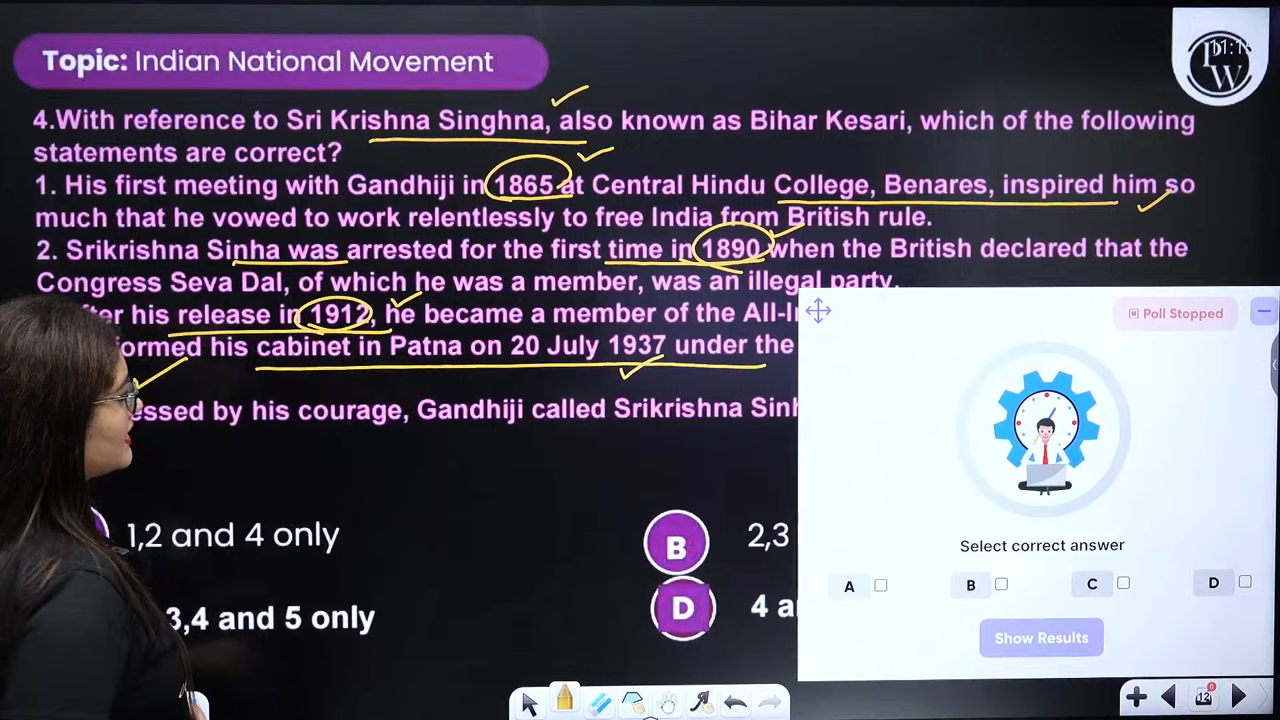 Topic: Indian National Movement
4.With reference to Sri Krishna Singhna, also known as Bihar Kesari, which of the following
statements are correct?
1. His first meeting with Gandhiji in 1865 at Central Hindu College, Benares, inspired him so
much that he vowed to work relentlessly to free India from British rule.
2. Srikrishna Sinha was arrested for the first time in 1890 when the British declared that the
Congress Seva Dal, of which he was a member, was an illegal party.
his release in 1912, he became a member of the
formed his cabinet in Patna on 20 July 1937 under the
by his courage, Gandhiji called Srikrishna
1,2 and 4 only
B 2,3
3,4 and 5 only
D 4
PW
Poll Stopped
Select correct answer
A B C D
Show Results
12